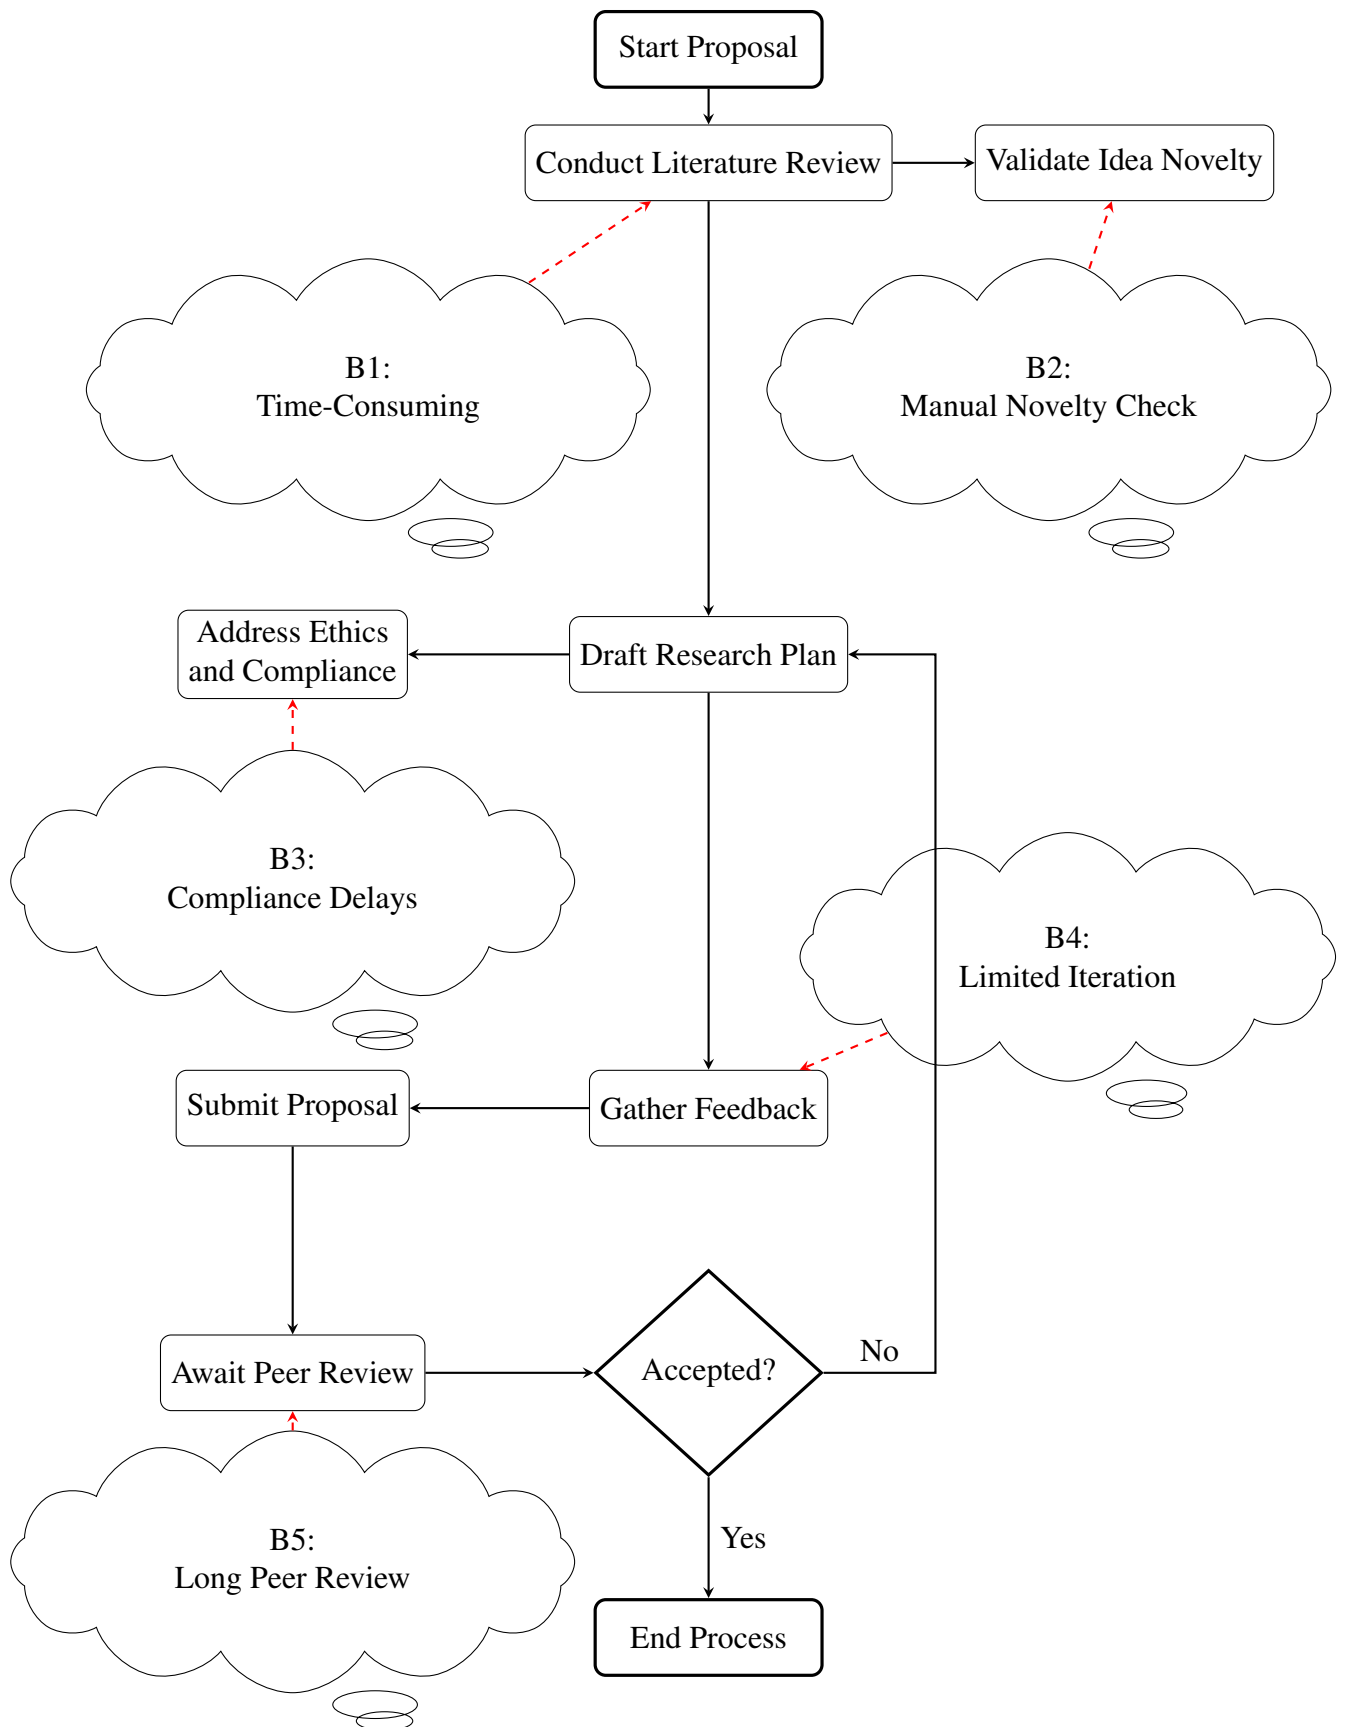 Start Proposal
Conduct Literature Review
Validate Idea Novelty
B1:
Time-Consuming
B2:
Manual Novelty Check
Address Ethics
and Compliance
Draft Research Plan
B3:
Compliance Delays
B4:
Limited Iteration
Submit Proposal
Gather Feedback
Await Peer Review
Accepted?
No
Yes
B5:
Long Peer Review
End Process